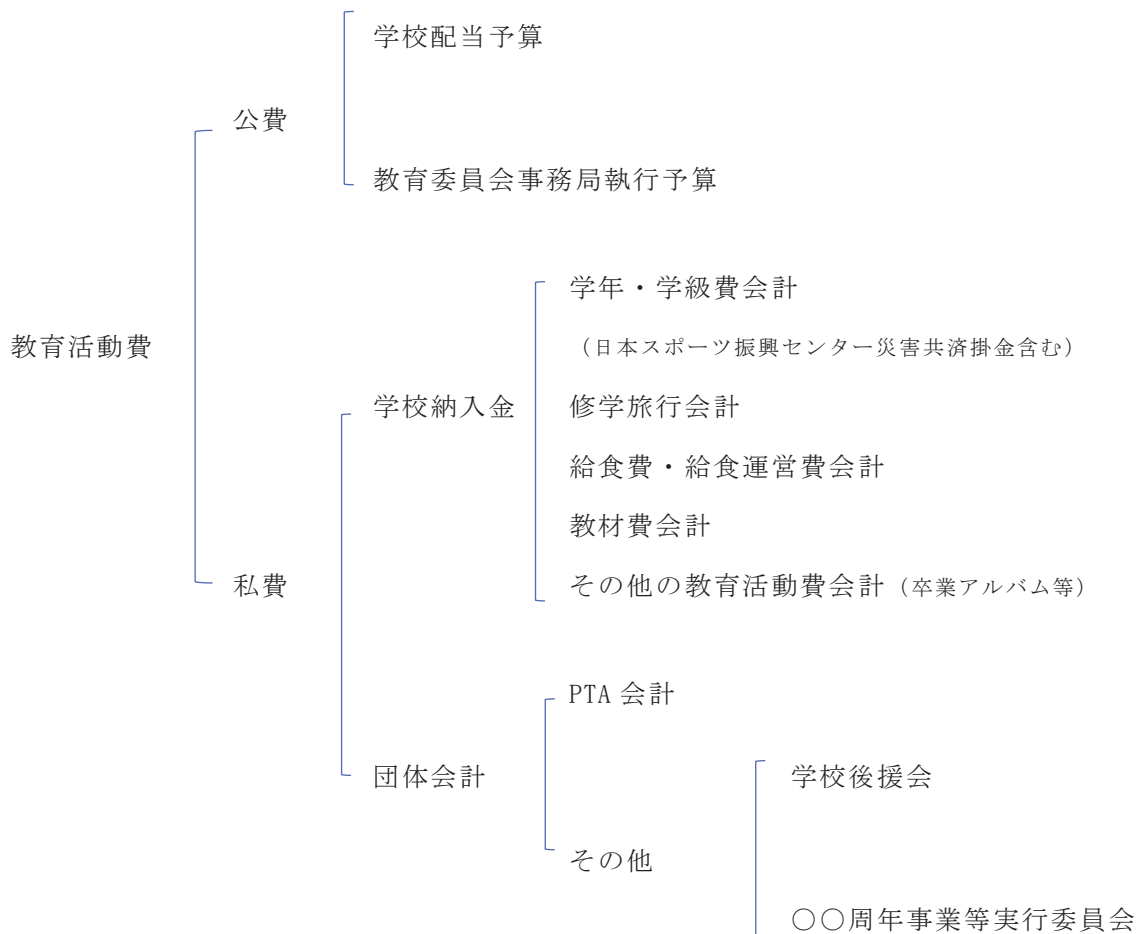 学校配当予算
公費
教育委員会事務局執行予算
学年・学級費会計
教育活動費
（日本スポーツ振興センター災害共済掛金含む）
学校納入金
修学旅行会計
給食費・給食運営費会計
教材費会計
私費
その他の教育活動費会計（卒業アルバム等）
PTA 会計
団体会計
学校後援会
その他
○○周年事業等実行委員会